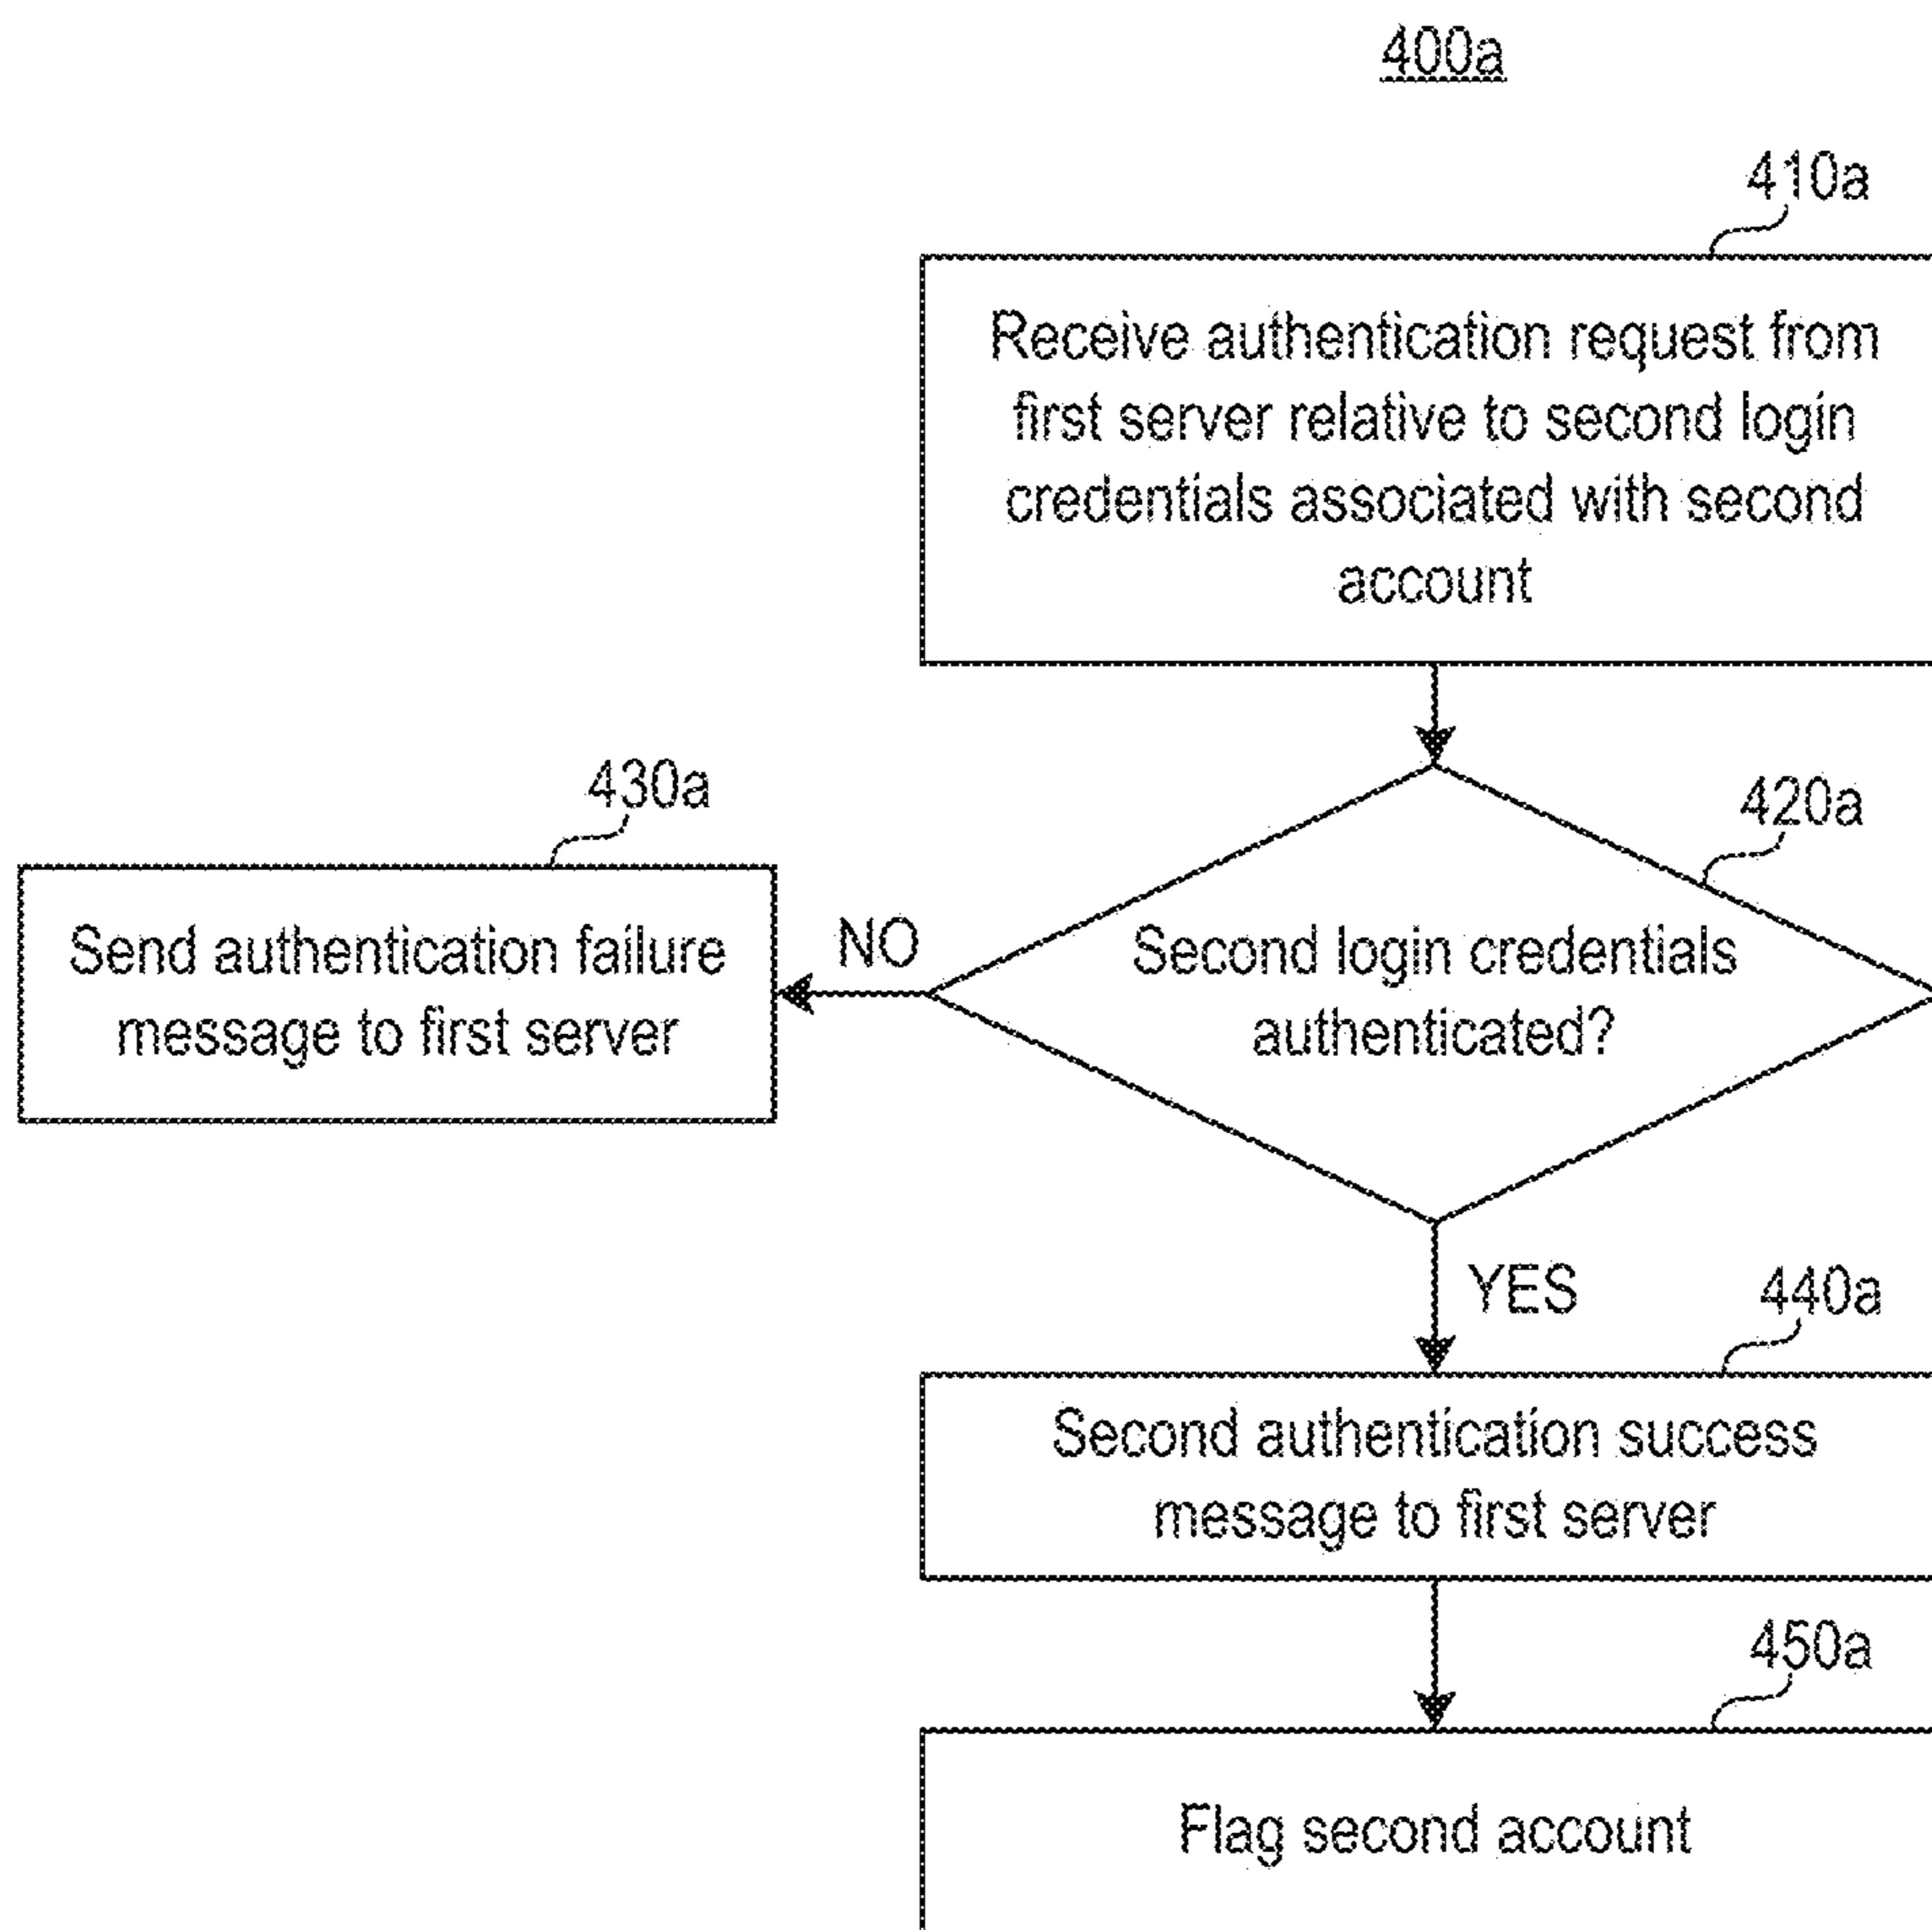 400a
410a
Receive authentication request from
first server relative to second login
credentials associated with second
account
430a
420a
Send authentication failure
message to first server
NO
Second login credentials
authenticated?
YES
440a
Second authentication success
message to first server
450a
Flag second account